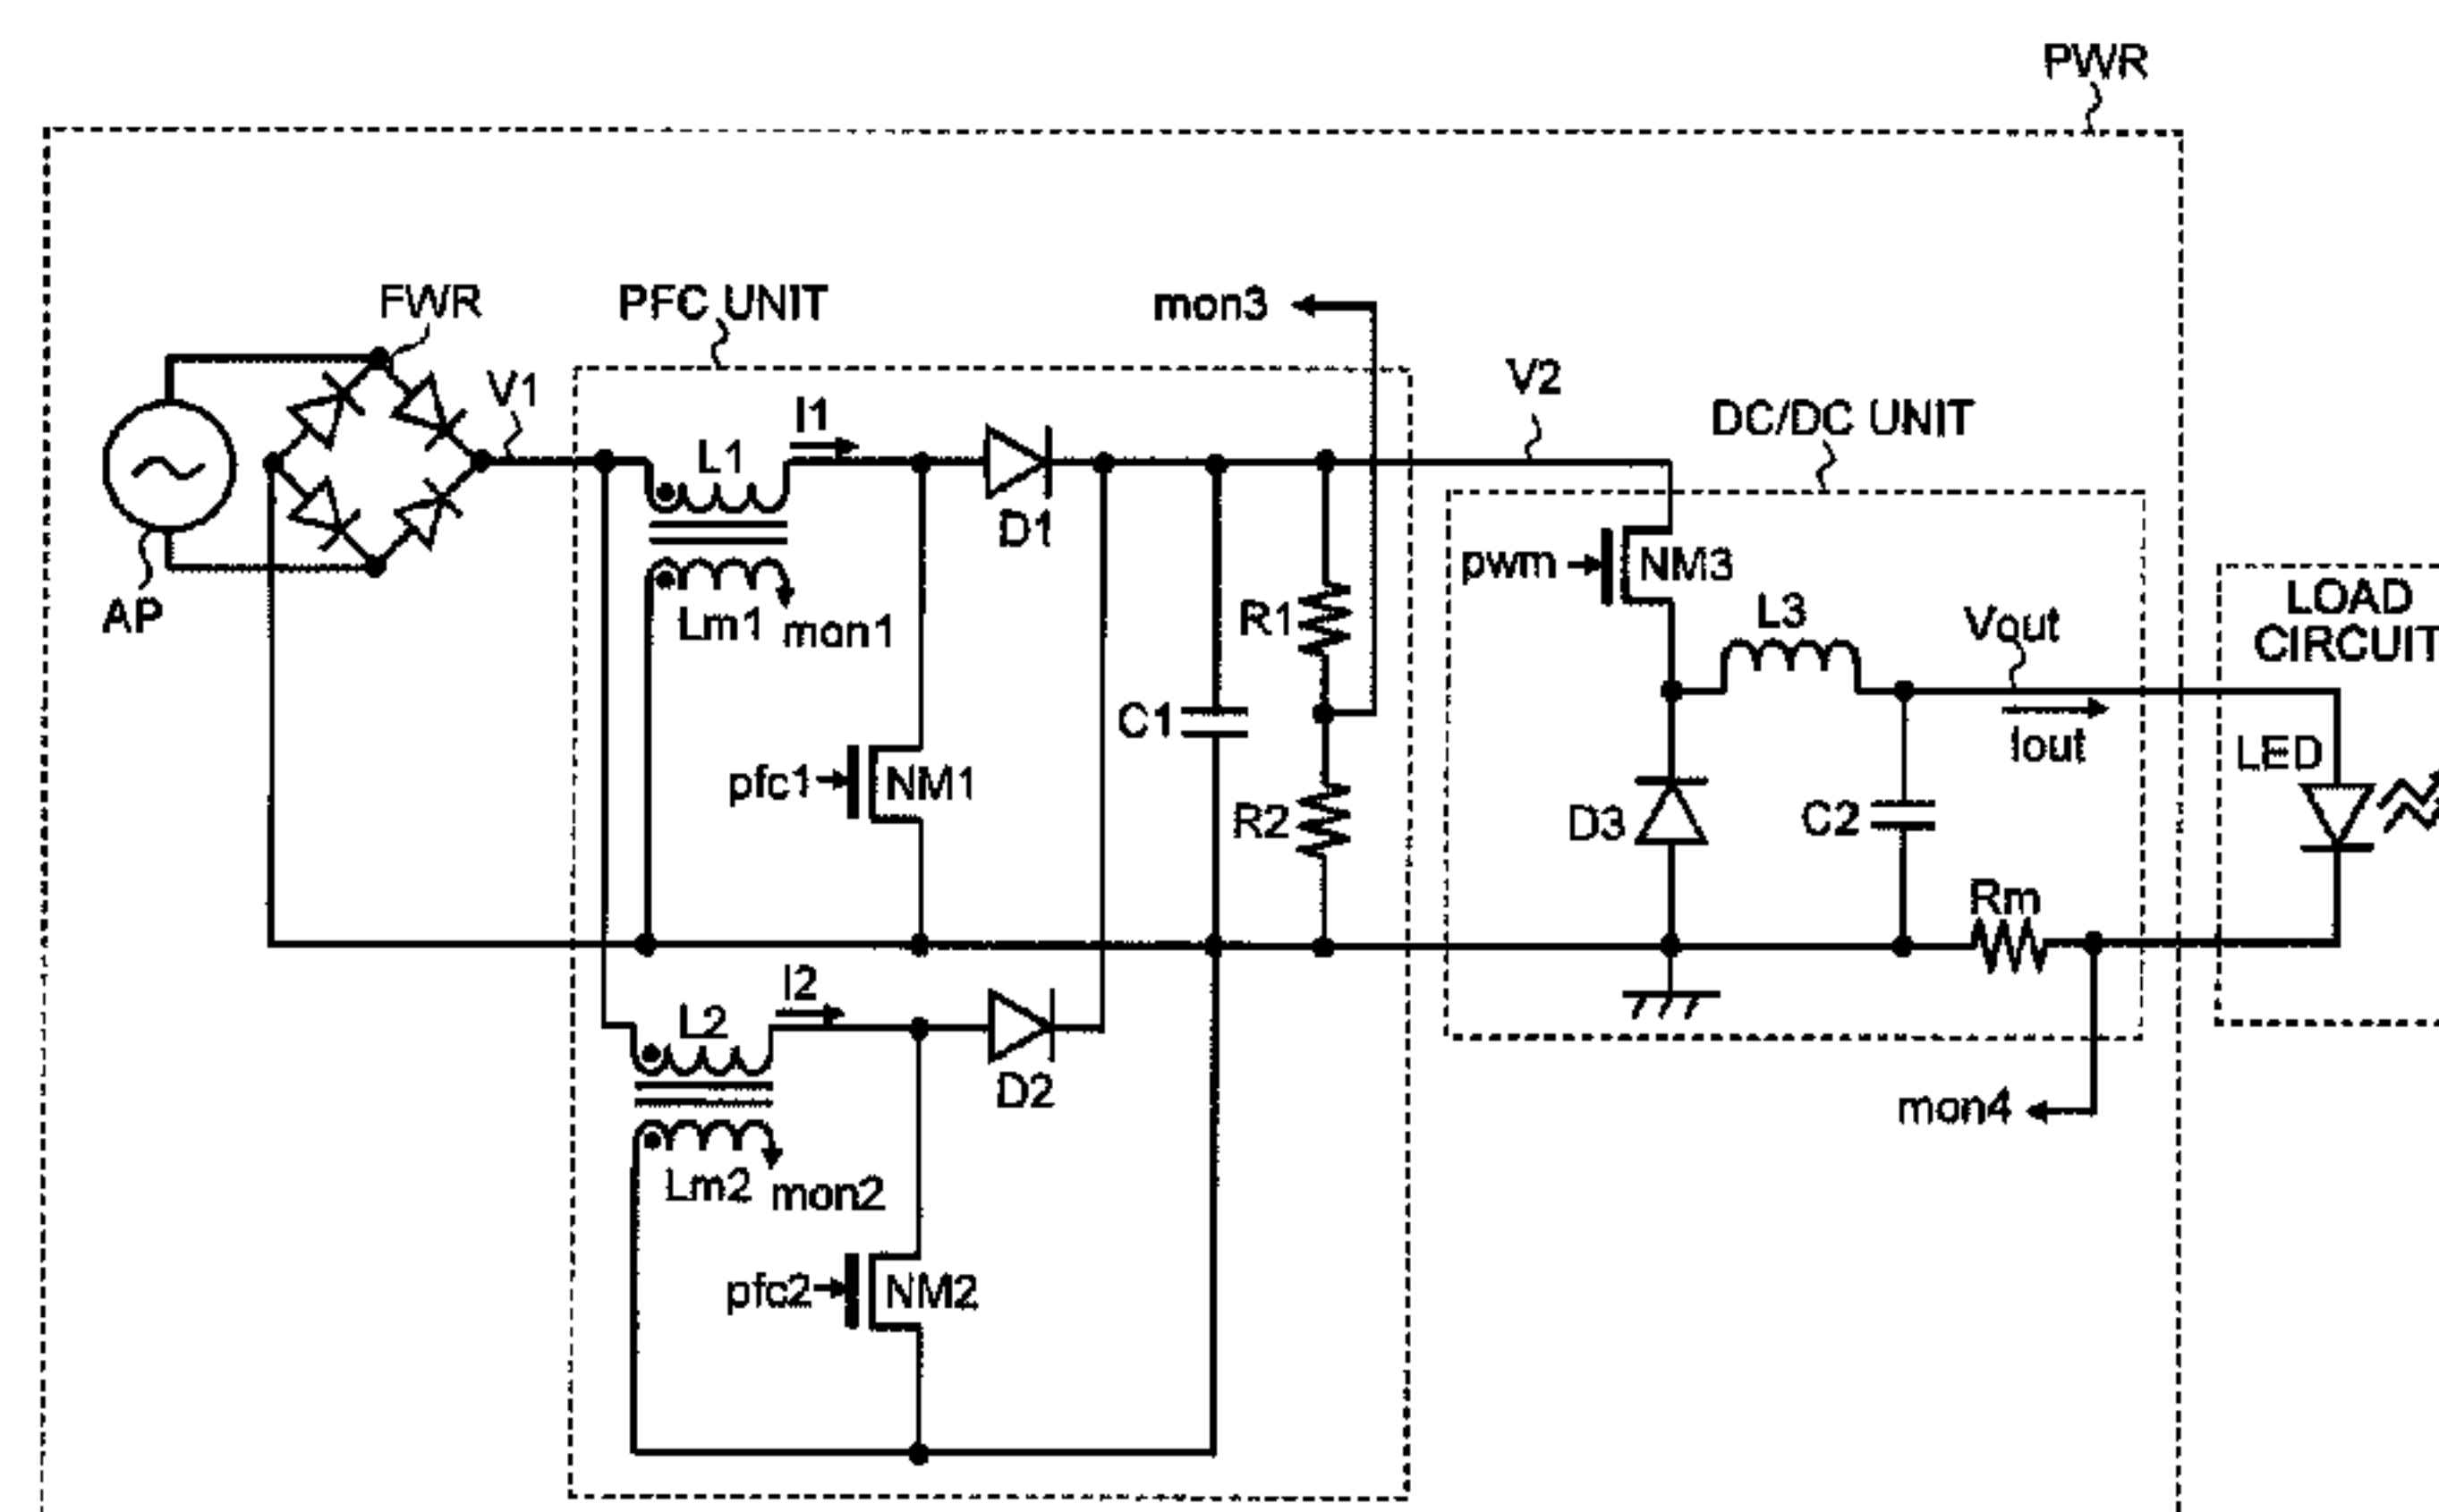 PWR
FWR
PFC UNIT
mon3
V1
I1
V2
DC/DC UNIT
L1
D1
pwm
NM3
AP
Lm1
mon1
R1
L3
Vout
LOAD
CIRCUIT
C1
Iout
LED
pfc1
NM1
R2
D3
C2
Rm
I2
L2
D2
mon4
Lm2
mon2
pfc2
NM2